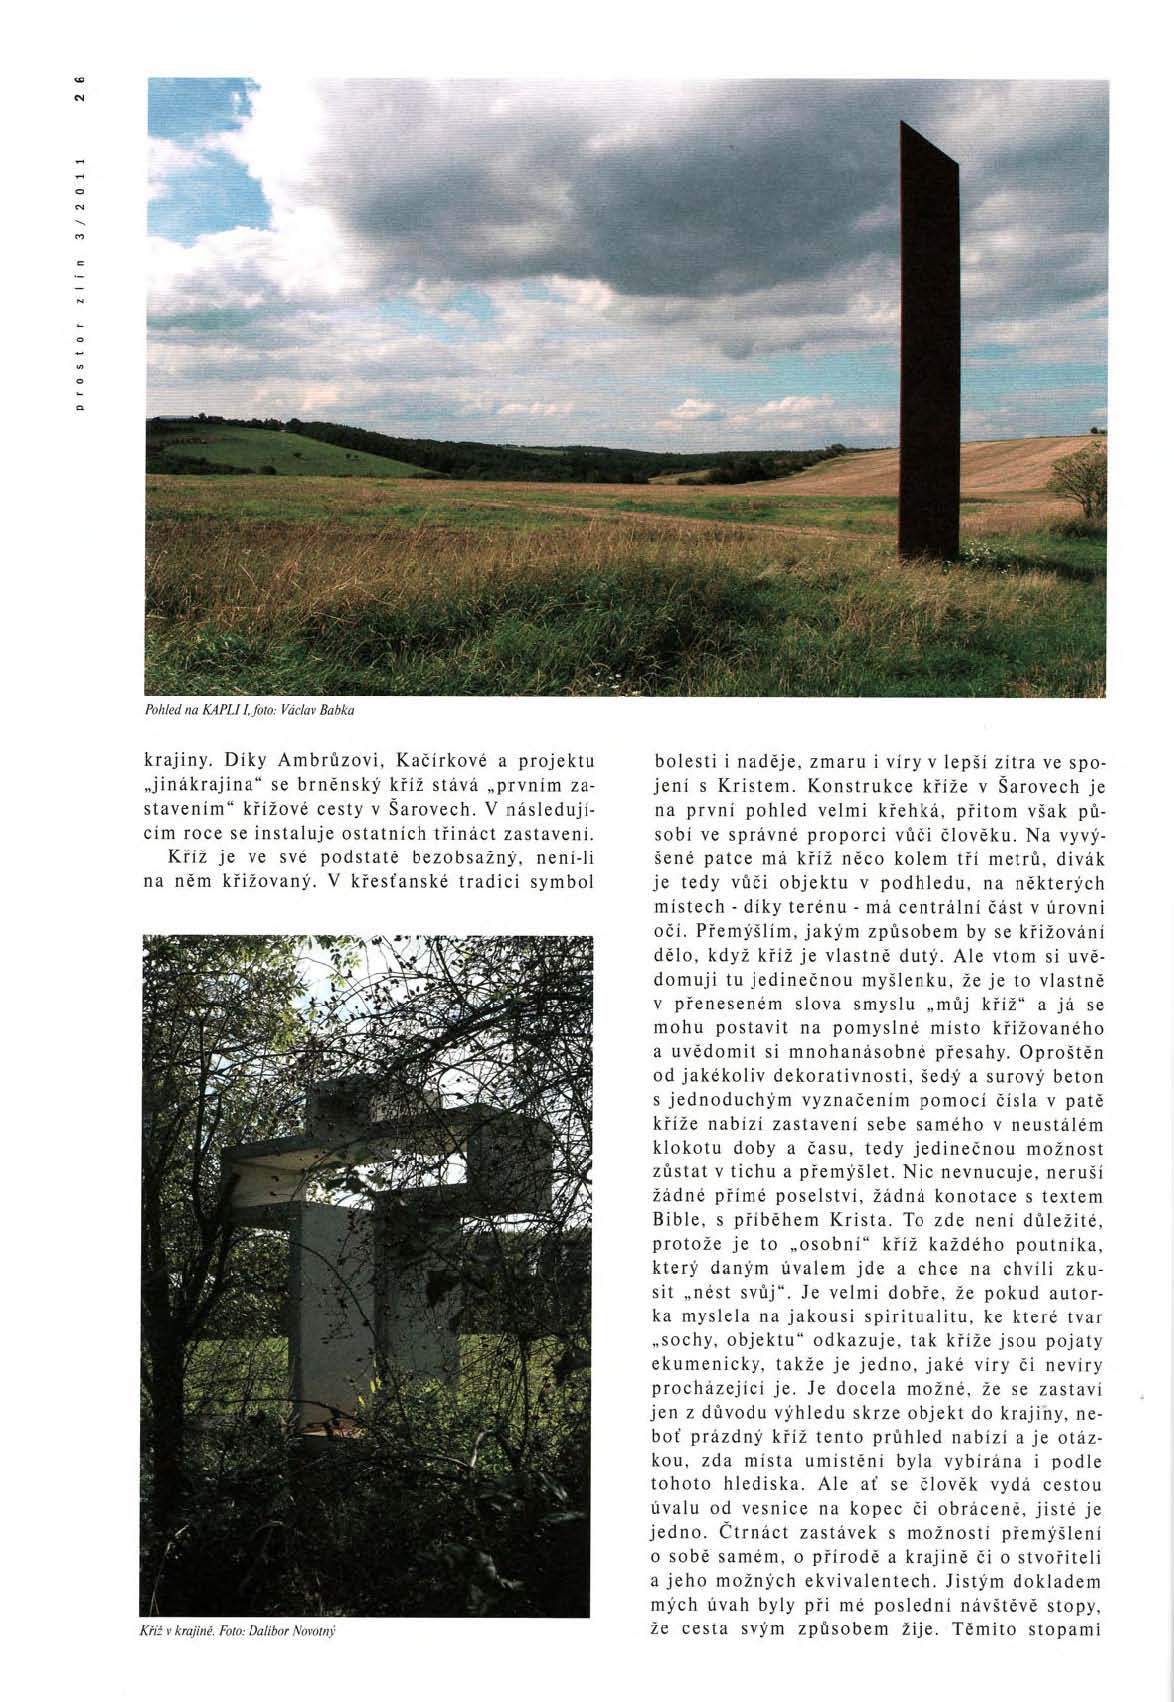 prostor zlín 3/2011 26
Pohled na KAPLI I, foto: Václav Babka
krajiny. Díky Ambrůzovi, Kačírkové a projektu
„jinákrajina“ se brněnský kříž stává „prvním za-
stavením“ křížové cesty v Šarovech. V následují-
cím roce se instaluje ostatních třináct zastavení.
Kříž je ve své podstatě bezobsažný, není-li
na něm křižovaný. V křesťanské tradici symbol
Kříž v krajině. Foto: Dalibor Novotný
bolesti i naděje, zmaru i víry v lepší zítra ve spo-
jení s Kristem. Konstrukce kříže v Šarovech je
na první pohled velmi křehká, přitom však pů-
sobí ve správné proporci vůči člověku. Na vyvý-
šené patce má kříž něco kolem tří metrů, divák
je tedy vůči objektu v podhledu, na některých
místech - díky terénu - má centrální část v úrovni
očí. Přemýšlím, jakým způsobem by se křižování
dělo, když kříž je vlastně dutý. Ale vtom si uvě-
domuji tu jedinečnou myšlenku, že je to vlastně
v přeneseném slova smyslu „můj kříž“ a já se
mohu postavit na pomyslné místo křižovaného
a uvědomit si mnohanásobné přesahy. Oproštěn
od jakékoliv dekorativnosti, šedý a surový beton
s jednoduchým vyznačením pomocí čísla v patě
kříže nabízí zastavení sebe samého v neustálém
klokotu doby a času, tedy jedinečnou možnost
zůstat v tichu a přemýšlet. Nic nevnucuje, neruší
žádné přímé poselství, žádná konotace s textem
Bible, s příběhem Krista. To zde není důležité,
protože je to „osobní“ kříž každého poutníka,
který daným úvalem jde a chce na chvíli zku-
sit „nést svůj“. Je velmi dobře, že pokud autor-
ka myslela na jakousi spiritualitu, ke které tvar
„sochy, objektu“ odkazuje, tak kříže jsou pojaty
ekumenicky, takže je jedno, jaké víry či nevíry
procházející je. Je docela možné, že se zastaví
jen z důvodu výhledu skrze objekt do krajiny, ne-
boť prázdný kříž tento průhled nabízí a je otáz-
kou, zda místa umístění byla vybírána i podle
tohoto hlediska. Ale ať se člověk vydá cestou
úvalu od vesnice na kopec či obráceně, jisté je
jedno. Čtrnáct zastávek s možností přemýšlení
o sobě samém, o přírodě a krajině či o stvořiteli
a jeho možných ekvivalentech. Jistým dokladem
mých úvah byly při mé poslední návštěvě stopy,
že cesta svým způsobem žije. Těmito stopami